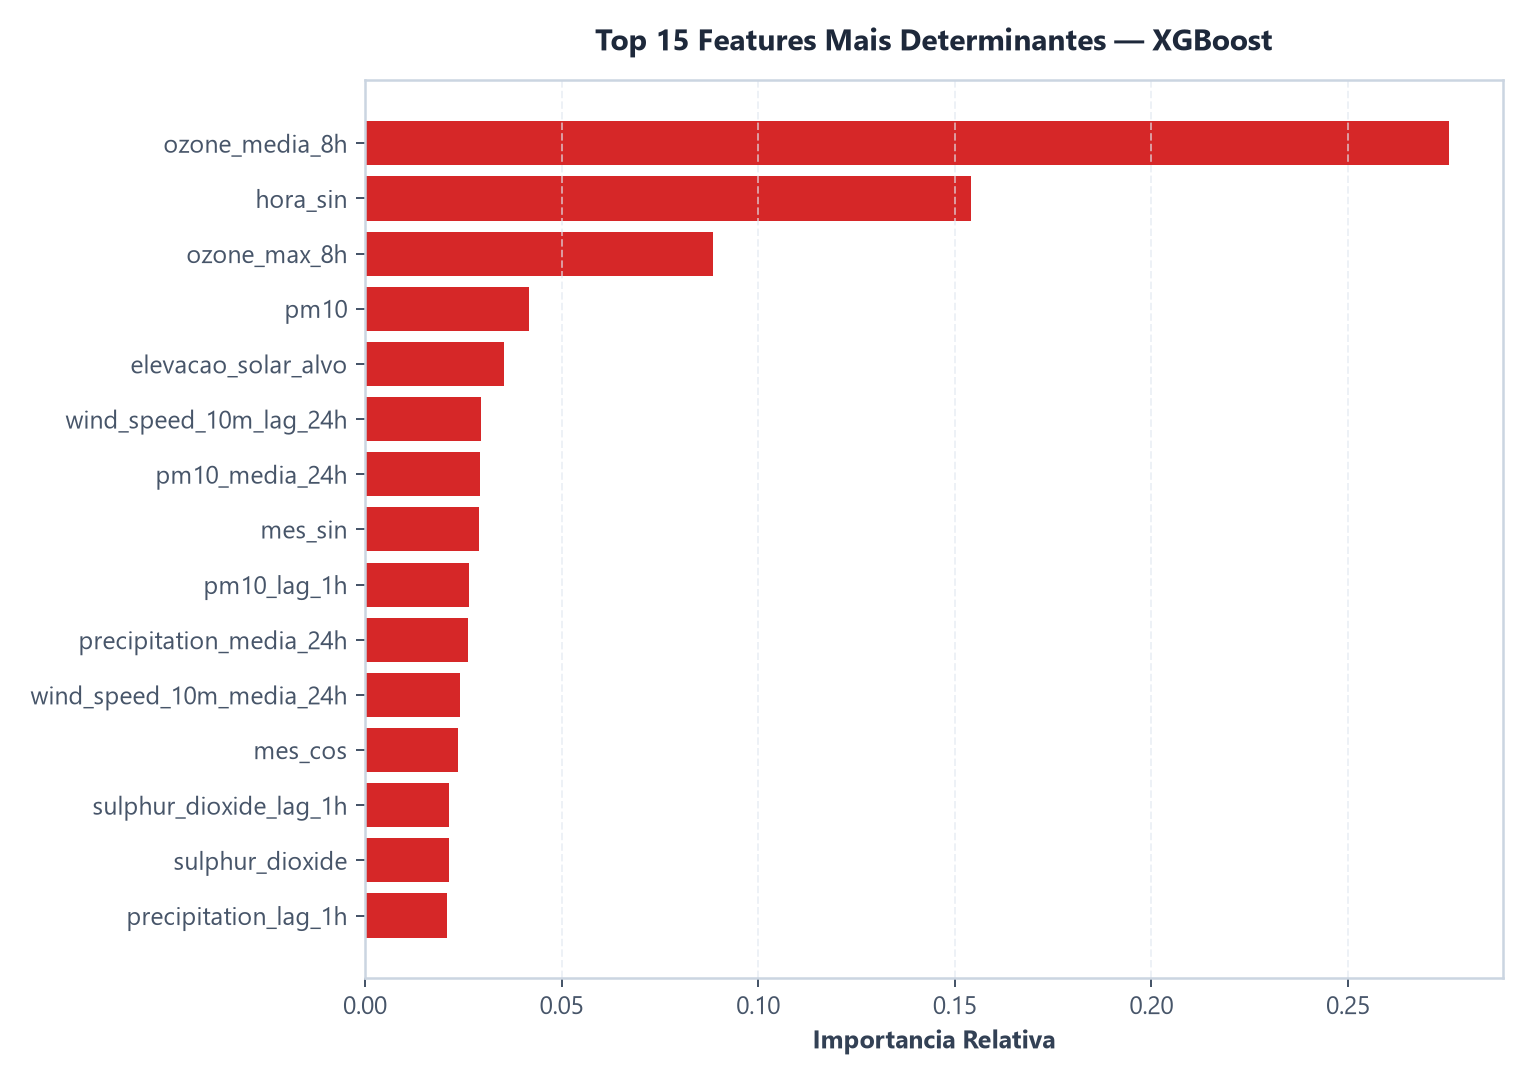 Top 15 Features Mais Determinantes — XGBoost
ozone_media_8h
hora_sin
ozone_max_8h
pm10
elevacao_solar_alvo
wind_speed_10m_lag_24h
pm10_media_24h
mes_sin
pm10_lag_1h
precipitation_media_24h
wind_speed_10m_media_24h
mes_cos
sulphur_dioxide_lag_1h
sulphur_dioxide
precipitation_lag_1h
0.00 0.05 0.10 0.15 0.20 0.25
Importancia Relativa